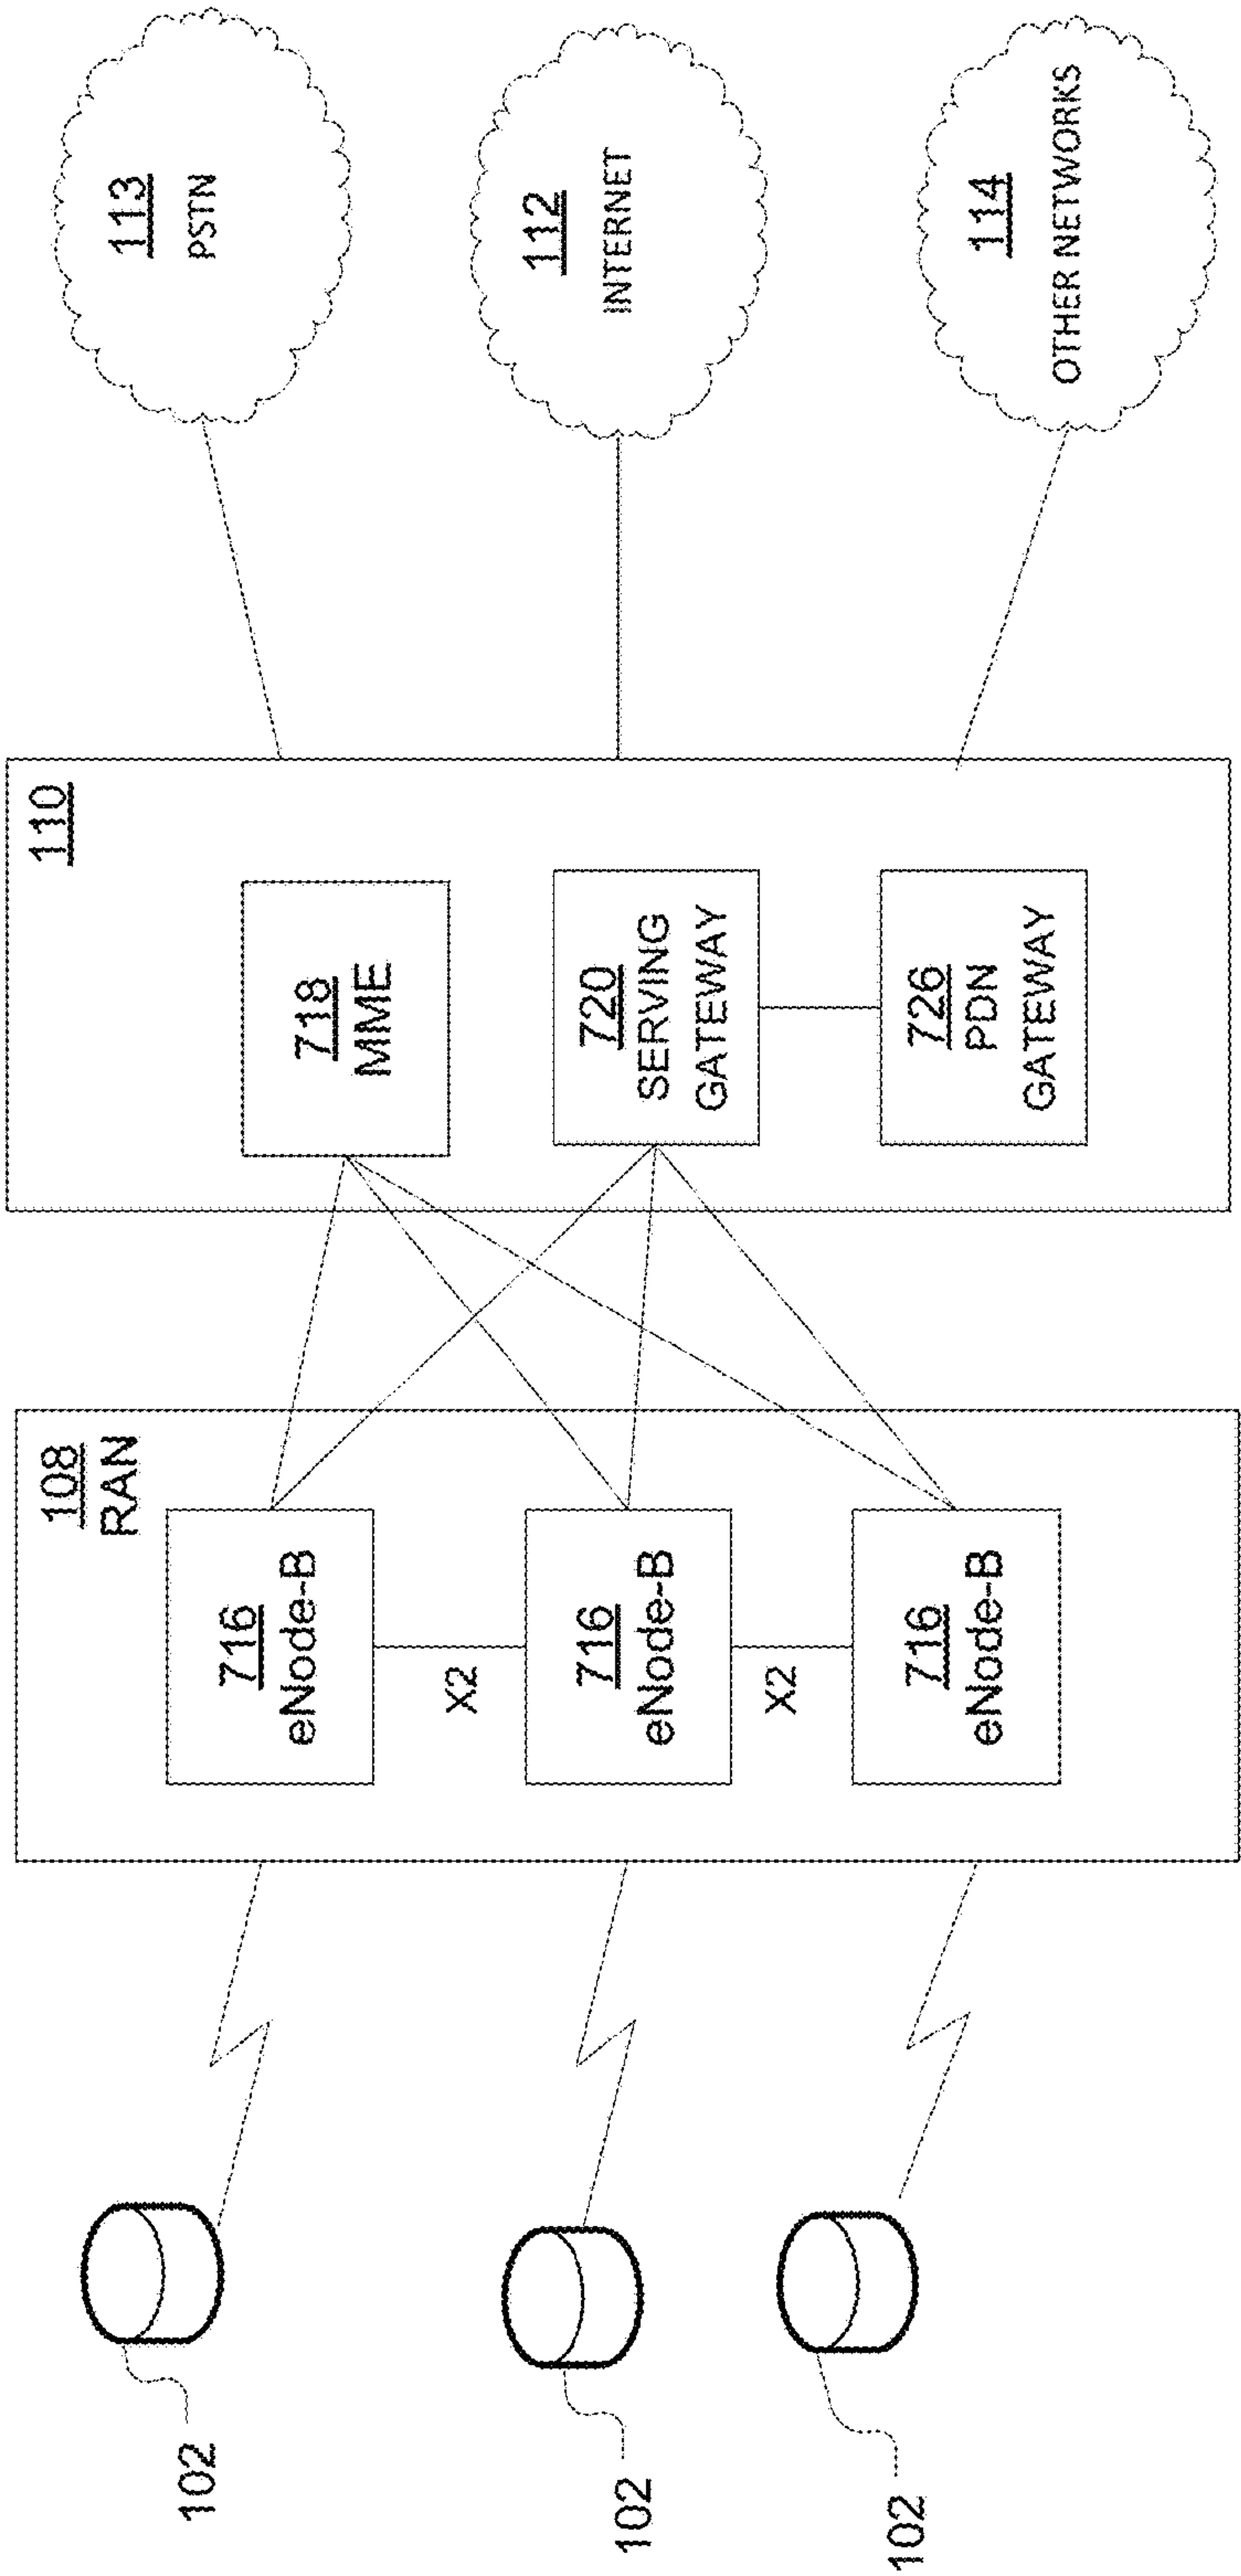 102
102
102
108
RAN
716
eNode-B
X2
716
eNode-B
X2
716
eNode-B
110
718
MME
720
SERVING
GATEWAY
726
PDN
GATEWAY
113
PSTN
112
INTERNET
114
OTHER NETWORKS